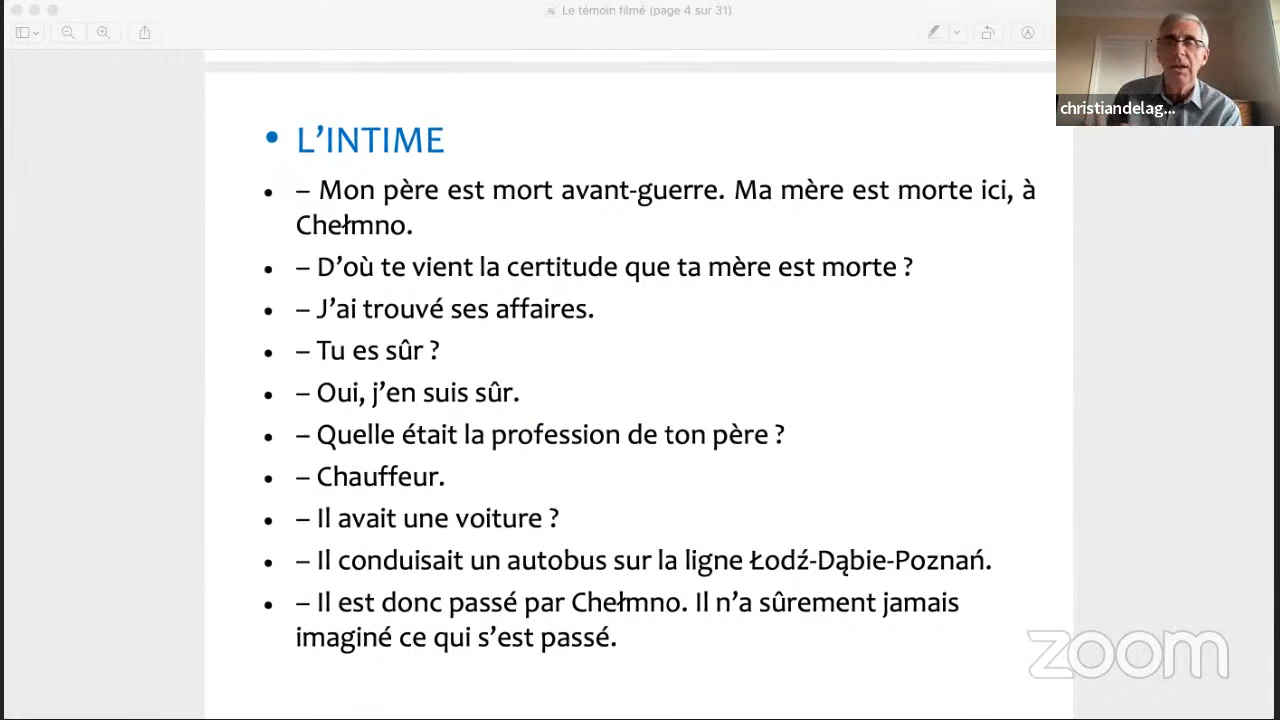 Le témoin filmé (page 4 sur 31)
christiandelag...
• L’INTIME
• – Mon père est mort avant-guerre. Ma mère est morte ici, à
Chełmno.
• – D’où te vient la certitude que ta mère est morte ?
• – J’ai trouvé ses affaires.
• – Tu es sûr ?
• – Oui, j’en suis sûr.
• – Quelle était la profession de ton père ?
• – Chauffeur.
• – Il avait une voiture ?
• – Il conduisait un autobus sur la ligne Łodź-Dąbie-Poznań.
• – Il est donc passé par Chełmno. Il n’a sûrement jamais
imaginé ce qui s’est passé.
zoom